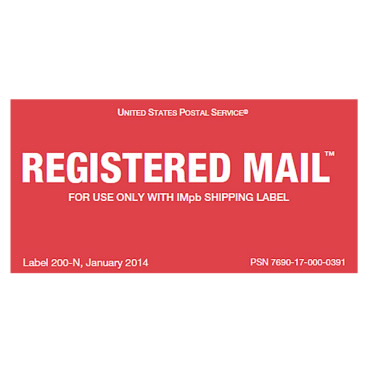 UNITED STATES POSTAL SERVICE®
REGISTERED MAIL™
FOR USE ONLY WITH IMpb SHIPPING LABEL
Label 200-N, January 2014
PSN 7690-17-000-0391